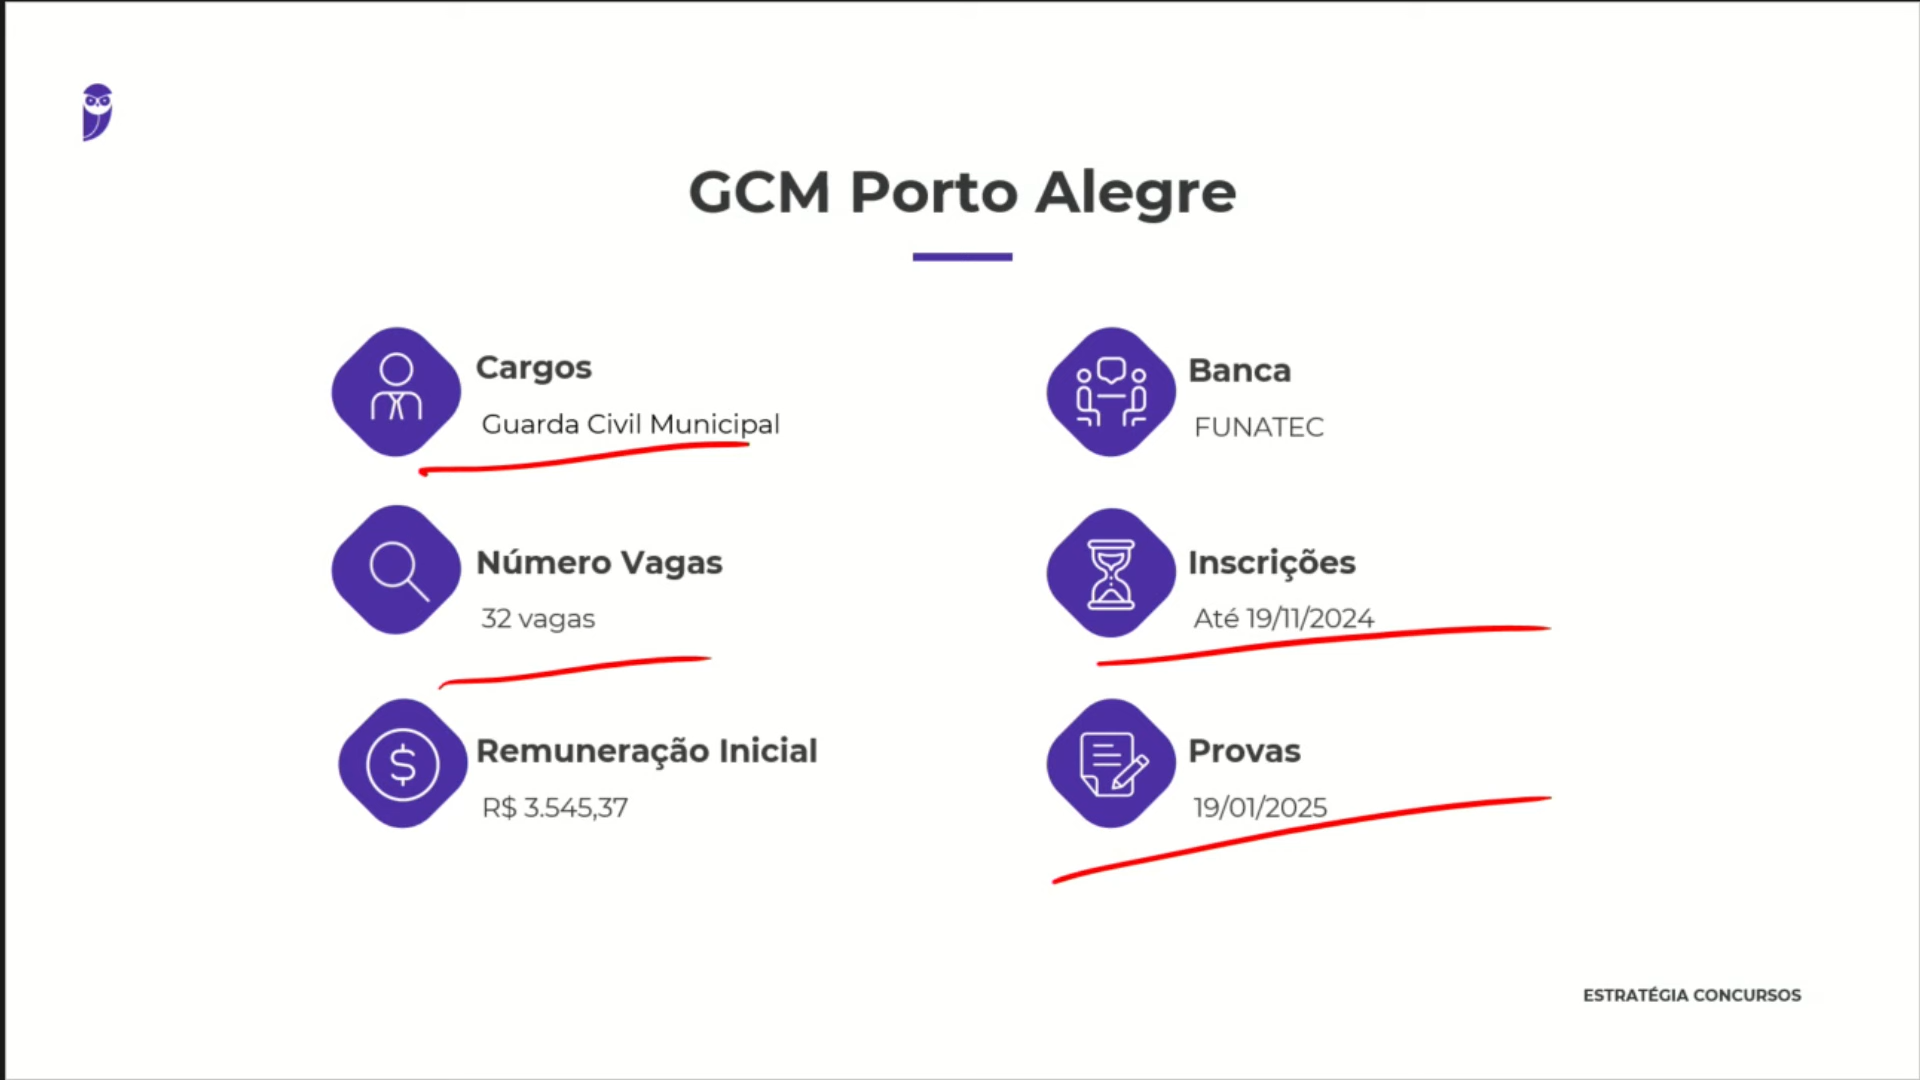 GCM Porto Alegre
Cargos
Guarda Civil Municipal
Banca
FUNATEC
Número Vagas
32 vagas
Inscrições
Até 19/11/2024
Remuneração Inicial
R$ 3.545,37
Provas
19/01/2025
ESTRATÉGIA CONCURSOS